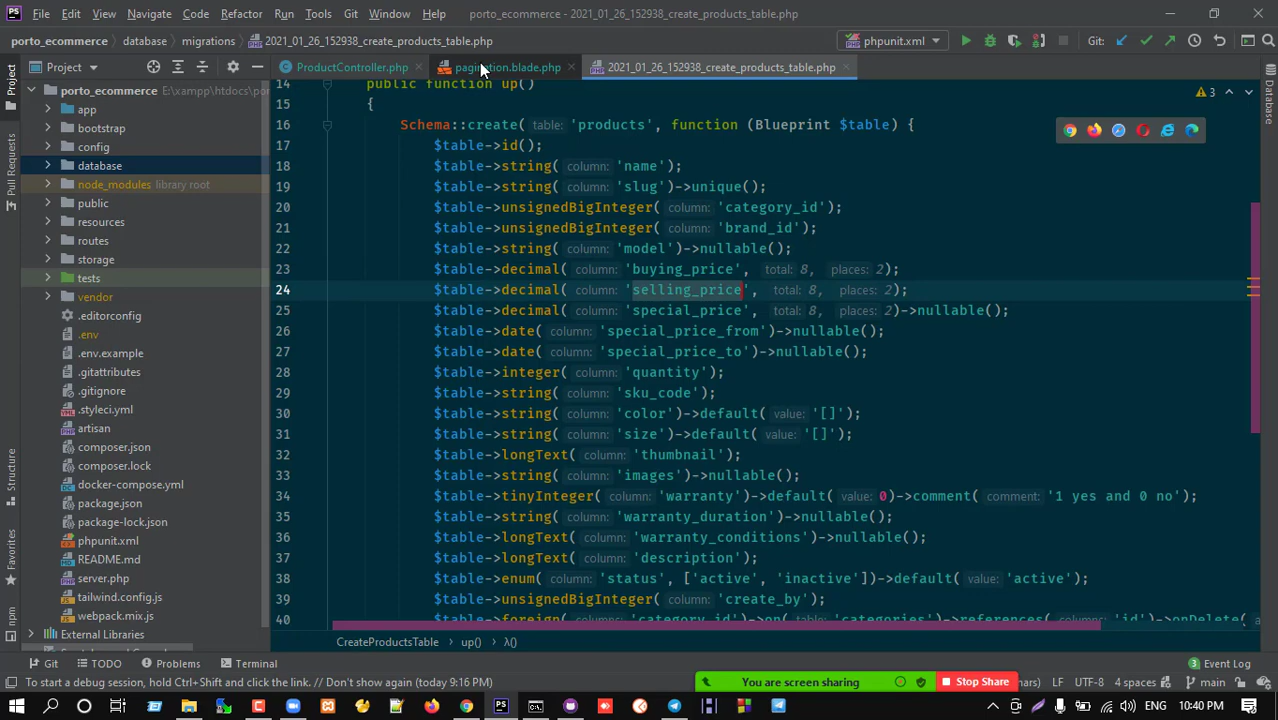 File Edit View Navigate Code Refactor Run Tools Git Window Help porto_ecommerce - 2021_01_26_152938_create_products_table.php
porto_ecommerce database migrations 2021_01_26_152938_create_products_table.php phpunit.xml Git:
Project ProductController.php pagination.blade.php 2021_01_26_152938_create_products_table.php
Project
Pull Requests
Structure
Favorites
npm
Database
porto_ecommerce E:\xampp\htdocs\po
app
bootstrap
config
database
node_modules library root
public
resources
routes
storage
tests
vendor
.editorconfig
.env
.env.example
.gitattributes
.gitignore
.styleci.yml
artisan
composer.json
composer.lock
docker-compose.yml
package.json
package-lock.json
phpunit.xml
README.md
server.php
tailwind.config.js
webpack.mix.js
External Libraries
3
14 public function up()
15 {
16 Schema::create( table: 'products', function (Blueprint $table) {
17 $table->id();
18 $table->string( column: 'name');
19 $table->string( column: 'slug')->unique();
20 $table->unsignedBigInteger( column: 'category_id');
21 $table->unsignedBigInteger( column: 'brand_id');
22 $table->string( column: 'model')->nullable();
23 $table->decimal( column: 'buying_price', total: 8, places: 2);
24 $table->decimal( column: 'selling_price', total: 8, places: 2);
25 $table->decimal( column: 'special_price', total: 8, places: 2)->nullable();
26 $table->date( column: 'special_price_from')->nullable();
27 $table->date( column: 'special_price_to')->nullable();
28 $table->integer( column: 'quantity');
29 $table->string( column: 'sku_code');
30 $table->string( column: 'color')->default( value: '[]');
31 $table->string( column: 'size')->default( value: '[]');
32 $table->longText( column: 'thumbnail');
33 $table->string( column: 'images')->nullable();
34 $table->tinyInteger( column: 'warranty')->default( value: 0)->comment( comment: '1 yes and 0 no');
35 $table->string( column: 'warranty_duration')->nullable();
36 $table->longText( column: 'warranty_conditions')->nullable();
37 $table->longText( column: 'description');
38 $table->enum( column: 'status', ['active', 'inactive'])->default( value: 'active');
39 $table->unsignedBigInteger( column: 'create_by');
40 $table->foreign( column: 'category_id')->on( table: 'categories')->references( column: 'id')->onDelete(
CreateProductsTable up() λ()
Git TODO Problems Terminal 3 Event Log
To start a debug session, hold Ctrl+Shift and click the link. // Don't show again (today 9:16 PM) LF UTF-8 4 spaces main
You are screen sharing Stop Share
ENG 10:40 PM